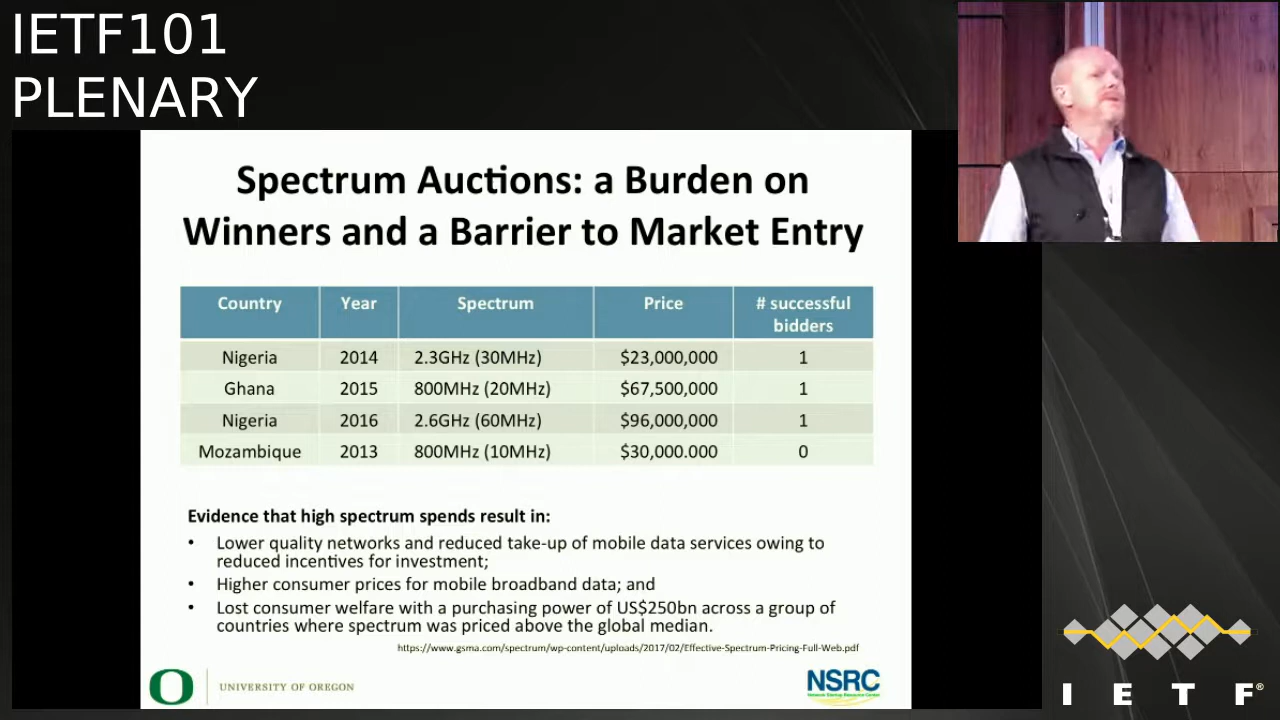 IETF101
PLENARY
Spectrum Auctions: a Burden on
Winners and a Barrier to Market Entry
Country Year Spectrum Price # successful
bidders
Nigeria 2014 2.3GHz (30MHz) $23,000,000 1
Ghana 2015 800MHz (20MHz) $67,500,000 1
Nigeria 2016 2.6GHz (60MHz) $96,000,000 1
Mozambique 2013 800MHz (10MHz) $30,000.000 0
Evidence that high spectrum spends result in:
• Lower quality networks and reduced take-up of mobile data services owing to
reduced incentives for investment;
• Higher consumer prices for mobile broadband data; and
• Lost consumer welfare with a purchasing power of US$250bn across a group of
countries where spectrum was priced above the global median.
https://www.gsma.com/spectrum/wp-content/uploads/2017/02/Effective-Spectrum-Pricing-Full-Web.pdf
O UNIVERSITY OF OREGON
NSRC
Network Startup Resource Center
I E T F®